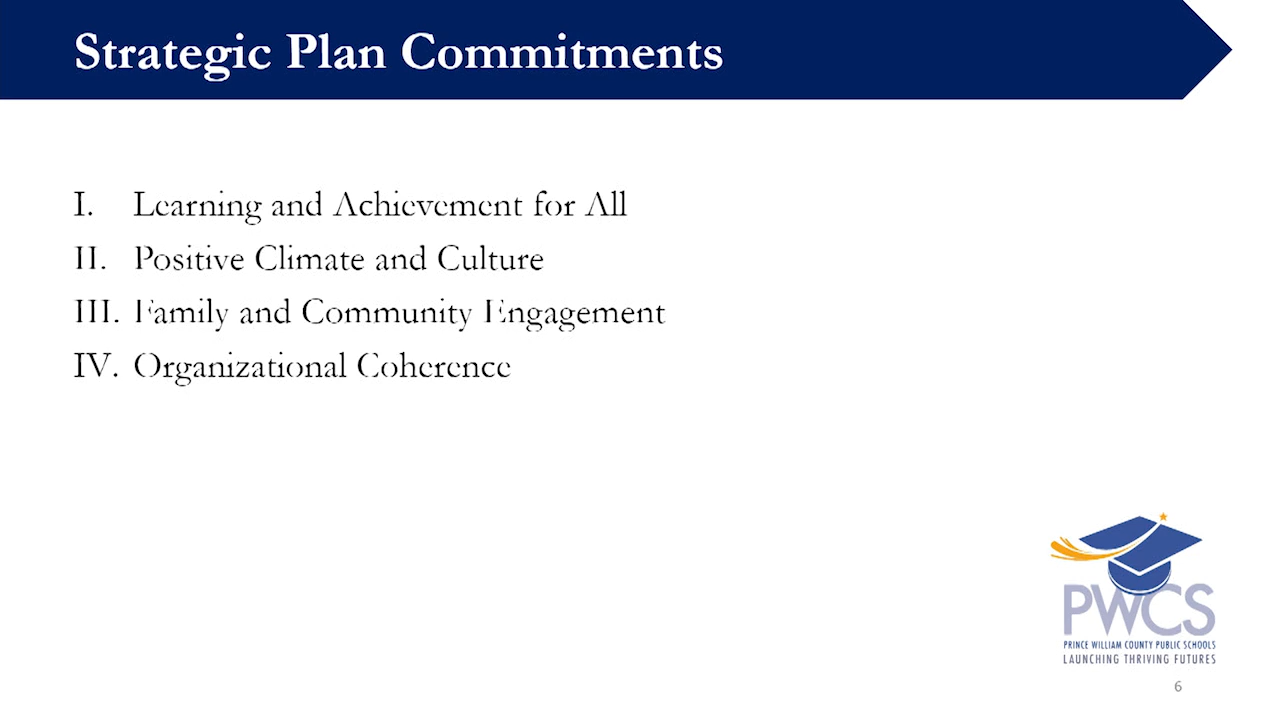 Strategic Plan Commitments
I. Learning and Achievement for All
II. Positive Climate and Culture
III. Family and Community Engagement
IV. Organizational Coherence
PWCS
PRINCE WILLIAM COUNTY PUBLIC SCHOOLS
LAUNCHING THRIVING FUTURES
6